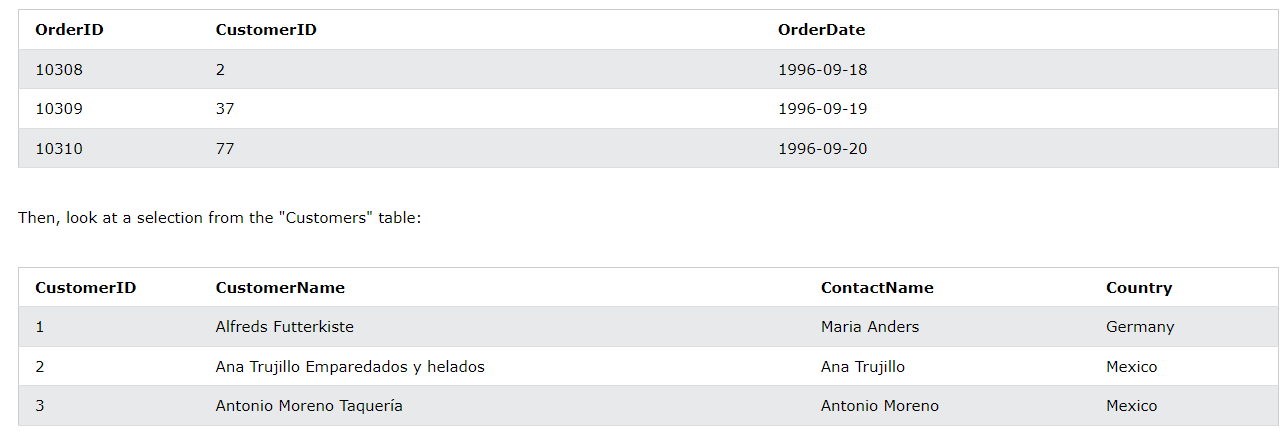 OrderID CustomerID OrderDate
10308 2 1996-09-18
10309 37 1996-09-19
10310 77 1996-09-20
Then, look at a selection from the "Customers" table:
CustomerID CustomerName ContactName Country
1 Alfreds Futterkiste Maria Anders Germany
2 Ana Trujillo Emparedados y helados Ana Trujillo Mexico
3 Antonio Moreno Taquería Antonio Moreno Mexico